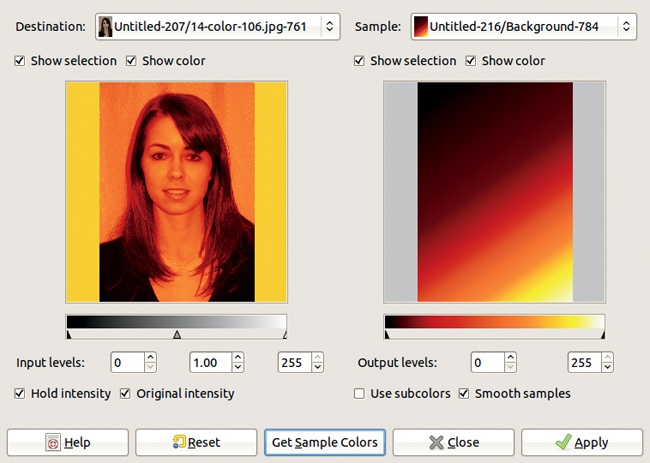 Destination: Untitled-207/14-color-106.jpg-761 Sample: Untitled-216/Background-784
Show selection Show color Show selection Show color
Input levels: 0 1.00 255 Output levels: 0 255
Hold intensity Original intensity Use subcolors Smooth samples
Help Reset Get Sample Colors Close Apply